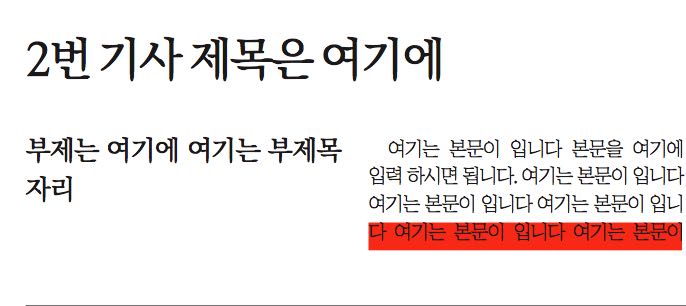 2번 기사 제목은 여기에
부제는 여기에 여기는 부제목
자리
여기는 본문이 입니다 본문을 여기에
입력 하시면 됩니다. 여기는 본문이 입니다
여기는 본문이 입니다 여기는 본문이 입니
다 여기는 본문이 입니다 여기는 본문이